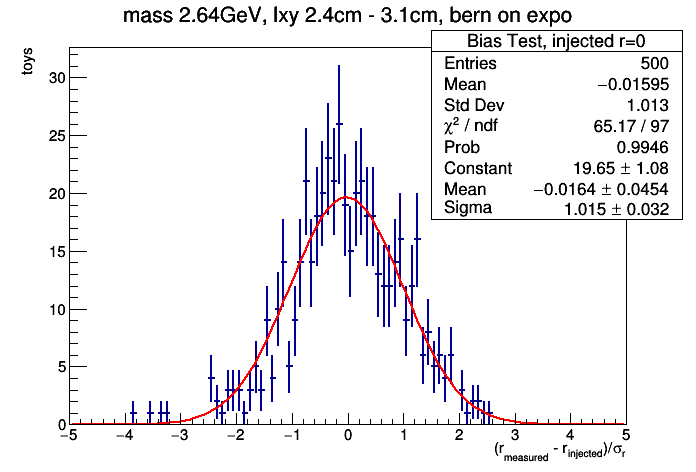 mass 2.64GeV, lxy 2.4cm - 3.1cm, bern on expo
toys
Bias Test, injected r=0
Entries 500
Mean −0.01595
Std Dev 1.013
χ² / ndf 65.17 / 97
Prob 0.9946
Constant 19.65 ± 1.08
Mean −0.0164 ± 0.0454
Sigma 1.015 ± 0.032
30
25
20
15
10
5
0
−5 −4 −3 −2 −1 0 1 2 3 4 5
(r_measured - r_injected)/σ_r